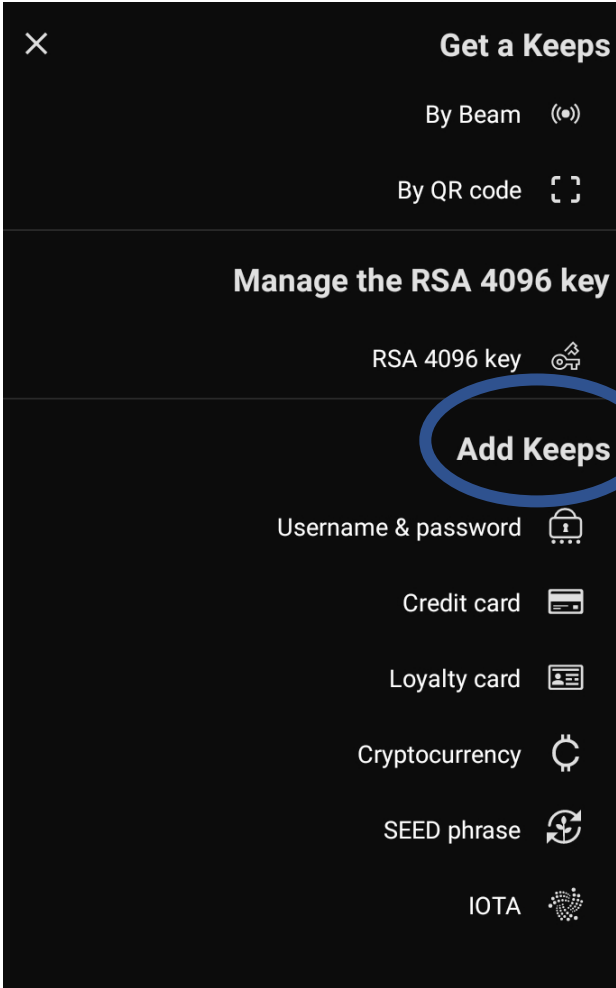 Get a Keeps
By Beam
By QR code
Manage the RSA 4096 key
RSA 4096 key
Add Keeps
Username & password
Credit card
Loyalty card
Cryptocurrency
SEED phrase
IOTA